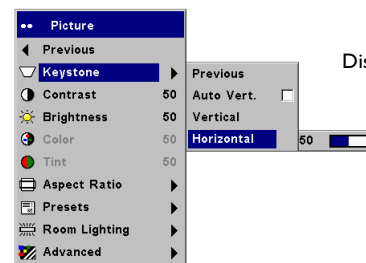 Picture
Previous
Keystone
Contrast 50
Brightness 50
Color 50
Tint 50
Aspect Ratio
Presets
Room Lighting
Advanced
Previous
Auto Vert.
Vertical
Horizontal 50